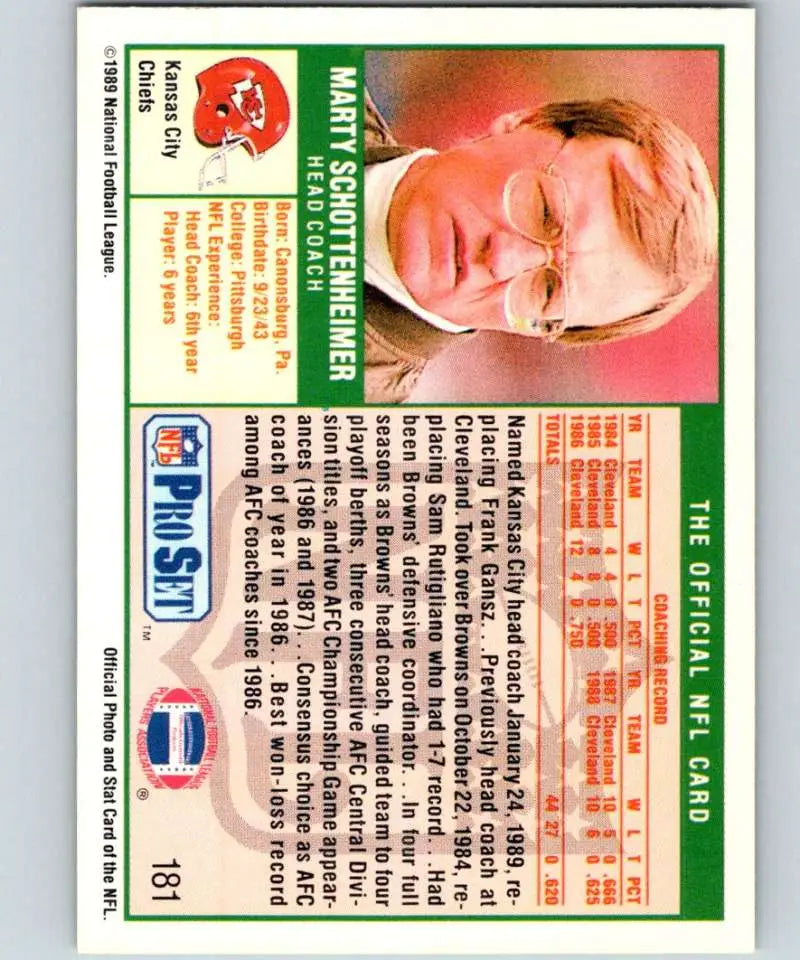 THE OFFICIAL NFL CARD
MARTY SCHOTTENHEIMER
HEAD COACH
KC
Kansas City
Chiefs
Born: Canonsburg, Pa.
Birthdate: 9/23/43
College: Pittsburgh
NFL Experience:
Head Coach: 6th year
Player: 6 years
COACHING RECORD
YR TEAM W L T PCT YR TEAM W L T PCT
1984 Cleveland 4 4 0 .500 1987 Cleveland 10 5 0 .666
1985 Cleveland 8 8 0 .500 1988 Cleveland 10 6 0 .625
1986 Cleveland 12 4 0 .750
TOTALS 44 27 0 .620
Named Kansas City head coach January 24, 1989, re-
placing Frank Gansz. . .Previously head coach at
Cleveland. Took over Browns on October 22, 1984, re-
placing Sam Rutigliano who had 1-7 record. . .Had
been Browns' defensive coordinator. . .In four full
seasons as Browns' head coach, guided team to four
playoff berths, three consecutive AFC Central Divi-
sion titles, and two AFC Championship Game appear-
ances (1986 and 1987). . .Consensus choice as AFC
coach of year in 1986. . .Best won-loss record
among AFC coaches since 1986.
NFL PRO SET ™
NATIONAL FOOTBALL LEAGUE
PLAYERS ASSOCIATION ®
181
©1989 National Football League.
Official Photo and Stat Card of the NFL.